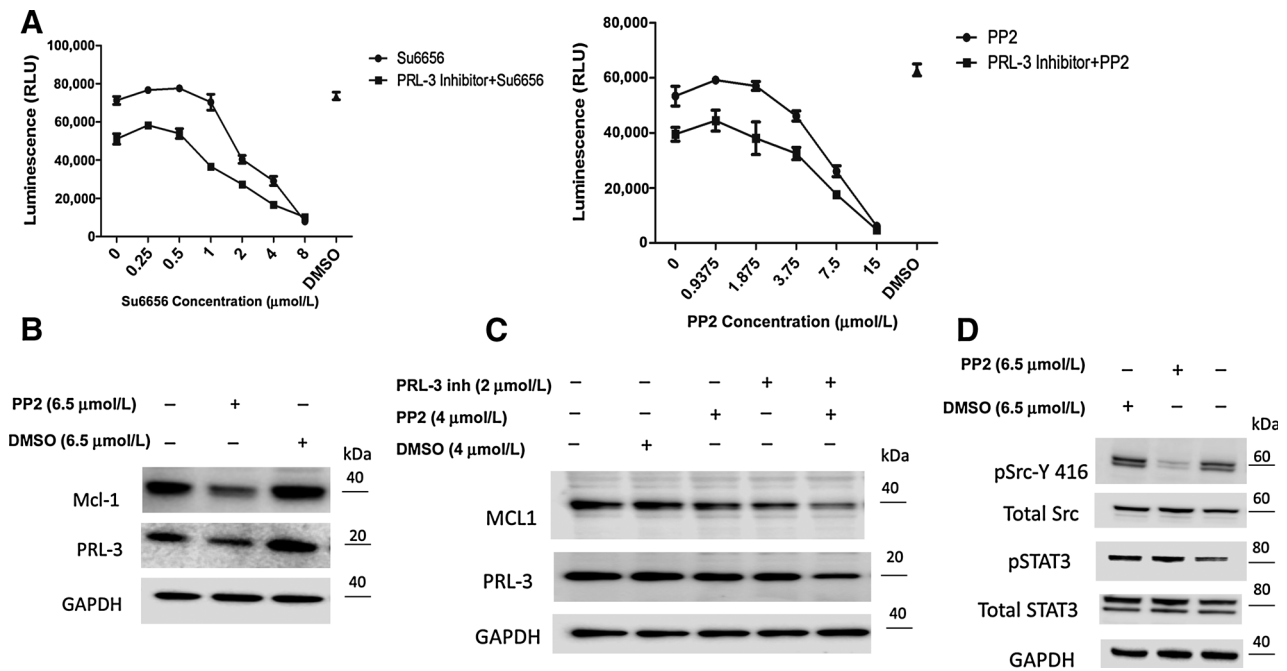 A
100,000
80,000
60,000
40,000
20,000
0
Luminescence (RLU)
0 0.25 0.5 1 2 4 8 DMSO
Su6656 Concentration (μmol/L)
Su6656
PRL-3 Inhibitor+Su6656
80,000
60,000
40,000
20,000
0
Luminescence (RLU)
0 0.9375 1.875 3.75 7.5 15 DMSO
PP2 Concentration (μmol/L)
PP2
PRL-3 Inhibitor+PP2
B
PP2 (6.5 μmol/L) – + –
DMSO (6.5 μmol/L) – – +
kDa
Mcl-1 40
PRL-3 20
GAPDH 40
C
PRL-3 inh (2 μmol/L) – – – + +
PP2 (4 μmol/L) – – + – +
DMSO (4 μmol/L) – + – – –
kDa
MCL1 40
PRL-3 20
GAPDH 40
D
PP2 (6.5 μmol/L) – + –
DMSO (6.5 μmol/L) + – –
kDa
pSrc-Y 416 60
Total Src 60
pSTAT3 80
Total STAT3 80
GAPDH 40